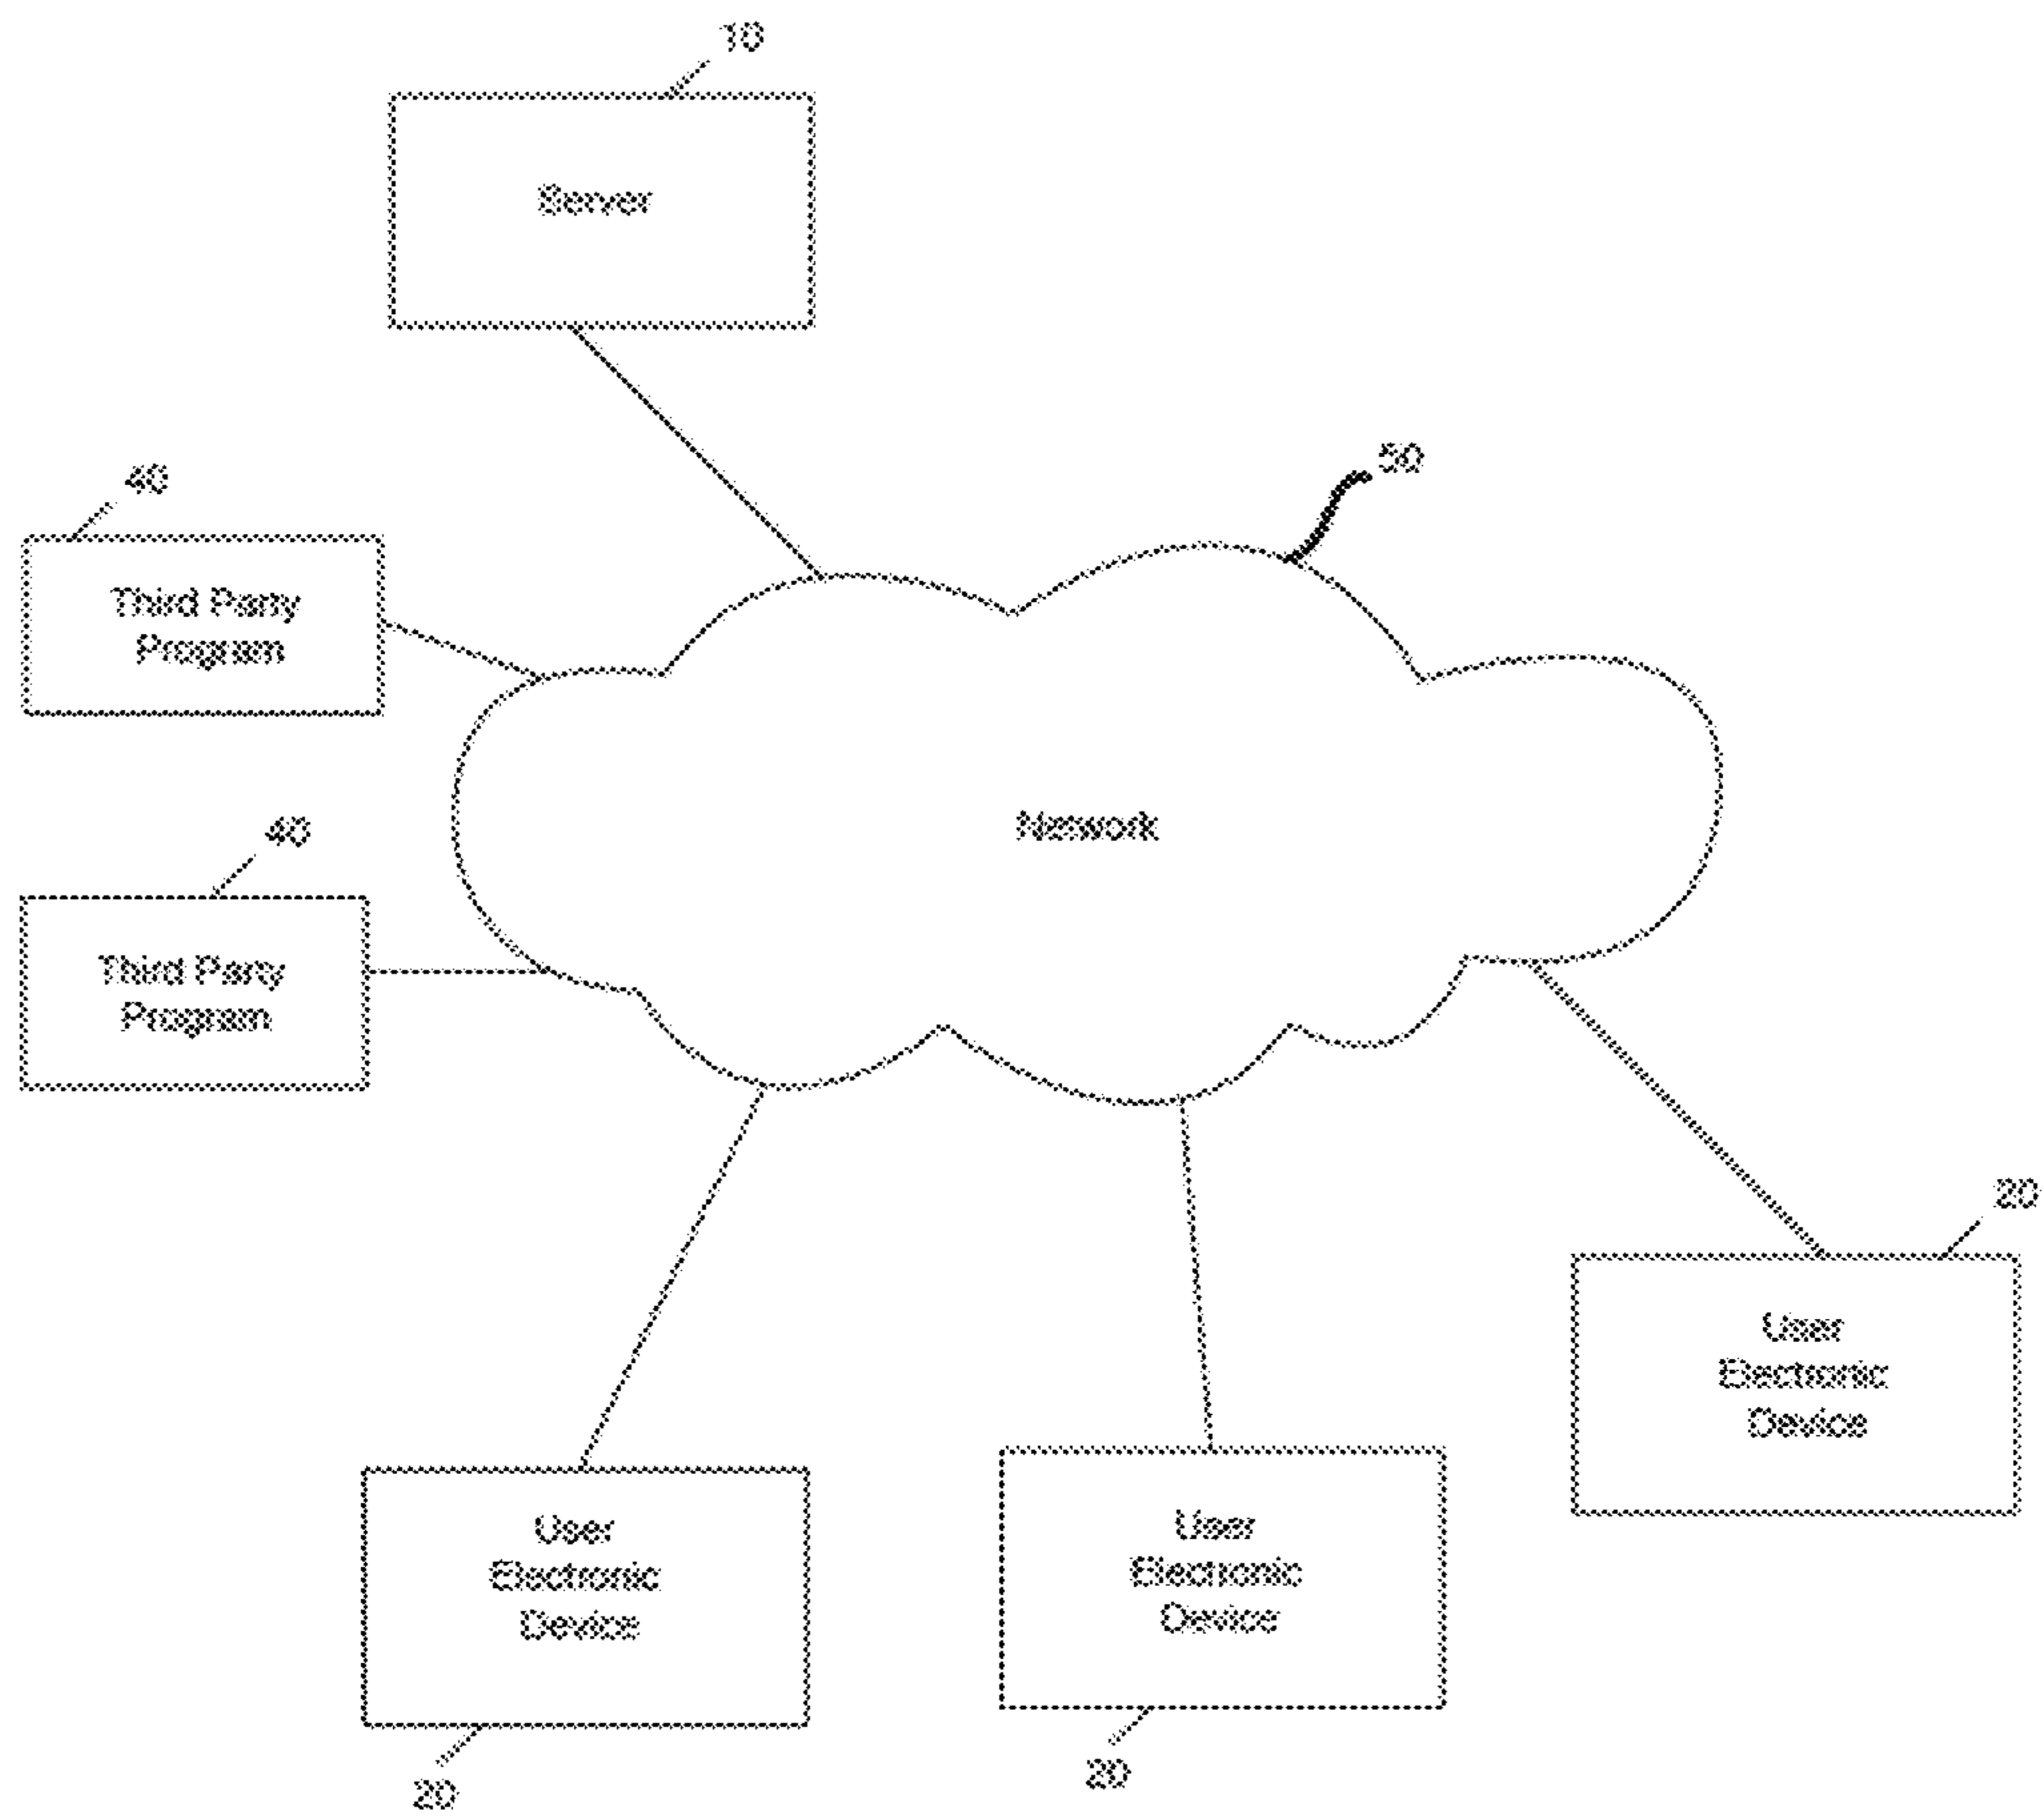 10
Server
50
40
Third Party
Program
Network
40
Third Party
Program
20
User
Electronic
Device
User
Electronic
Device
User
Electronic
Device
20
20